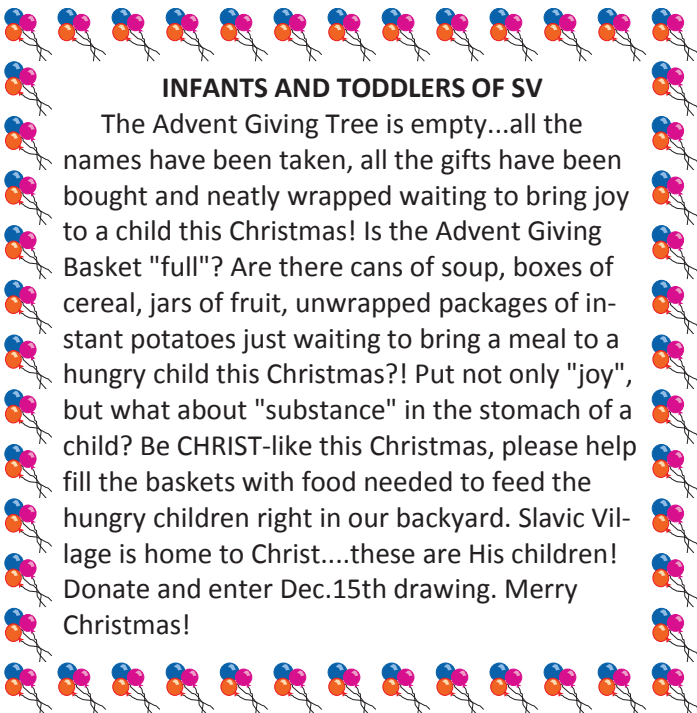 INFANTS AND TODDLERS OF SV
The Advent Giving Tree is empty...all the
names have been taken, all the gifts have been
bought and neatly wrapped waiting to bring joy
to a child this Christmas! Is the Advent Giving
Basket "full"? Are there cans of soup, boxes of
cereal, jars of fruit, unwrapped packages of in-
stant potatoes just waiting to bring a meal to a
hungry child this Christmas?! Put not only "joy",
but what about "substance" in the stomach of a
child? Be CHRIST-like this Christmas, please help
fill the baskets with food needed to feed the
hungry children right in our backyard. Slavic Vil-
lage is home to Christ....these are His children!
Donate and enter Dec.15th drawing. Merry
Christmas!